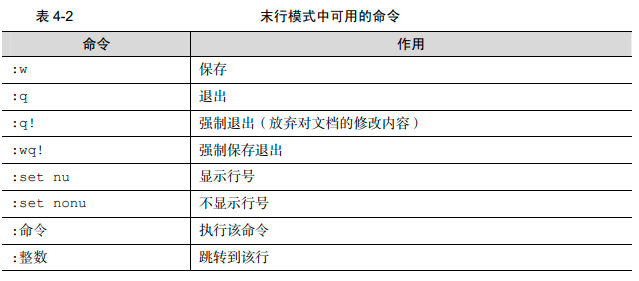 表 4-2 末行模式中可用的命令
命令 作用
:w 保存
:q 退出
:q! 强制退出（放弃对文档的修改内容）
:wq! 强制保存退出
:set nu 显示行号
:set nonu 不显示行号
:命令 执行该命令
:整数 跳转到该行